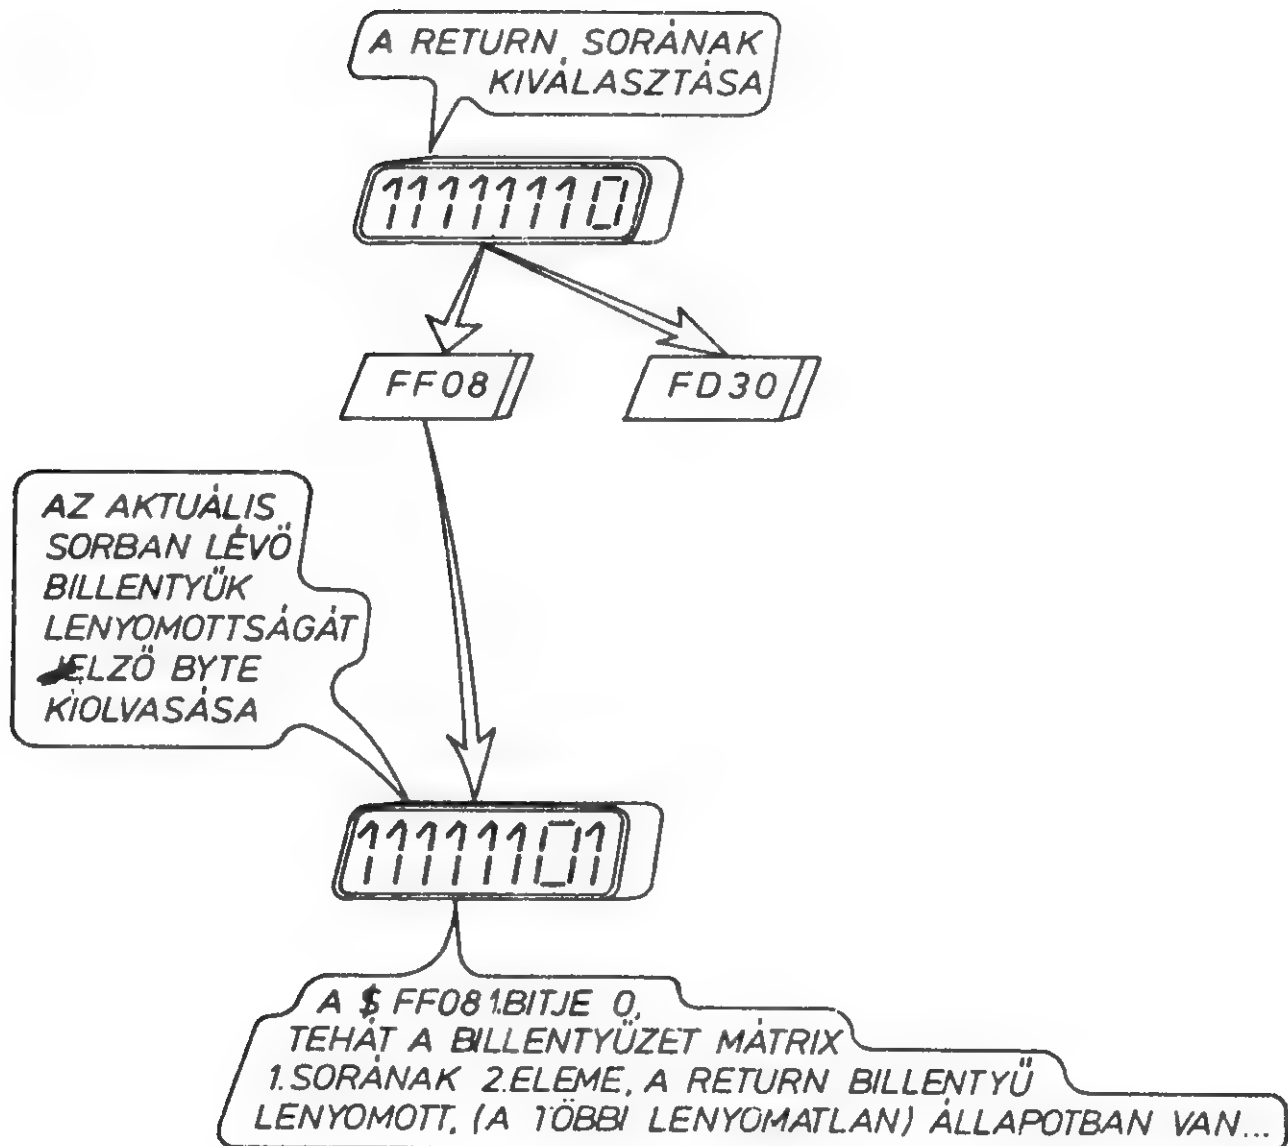 A RETURN SORÁNAK
KIVÁLASZTÁSA
11111110
FF08
FD30
AZ AKTUÁLIS
SORBAN LÉVŐ
BILLENTYŰK
LENYOMOTTSÁGÁT
JELZŐ BYTE
KIOLVASÁSA
11111101
A $ FF08 1.BITJE 0,
TEHÁT A BILLENTYŰZET MÁTRIX
1.SORÁNAK 2.ELEME, A RETURN BILLENTYŰ
LENYOMOTT, (A TÖBBI LENYOMATLAN) ÁLLAPOTBAN VAN...